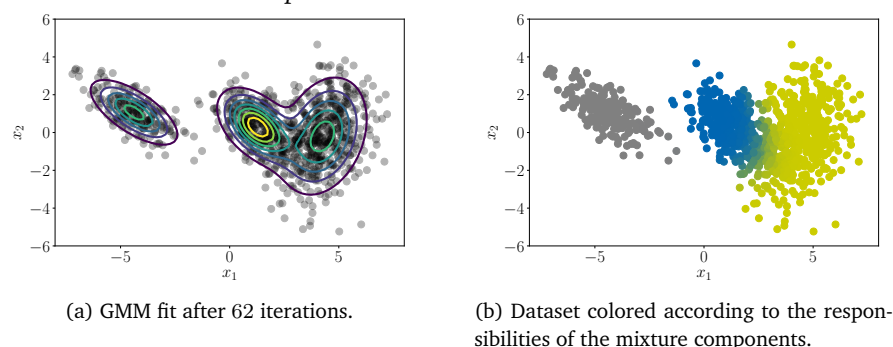 6
4
2
0
−2
−4
−6
x2
−5
0
5
x1
(a) GMM fit after 62 iterations.
6
4
2
0
−2
−4
−6
x2
−5
0
5
x1
(b) Dataset colored according to the respon-
sibilities of the mixture components.